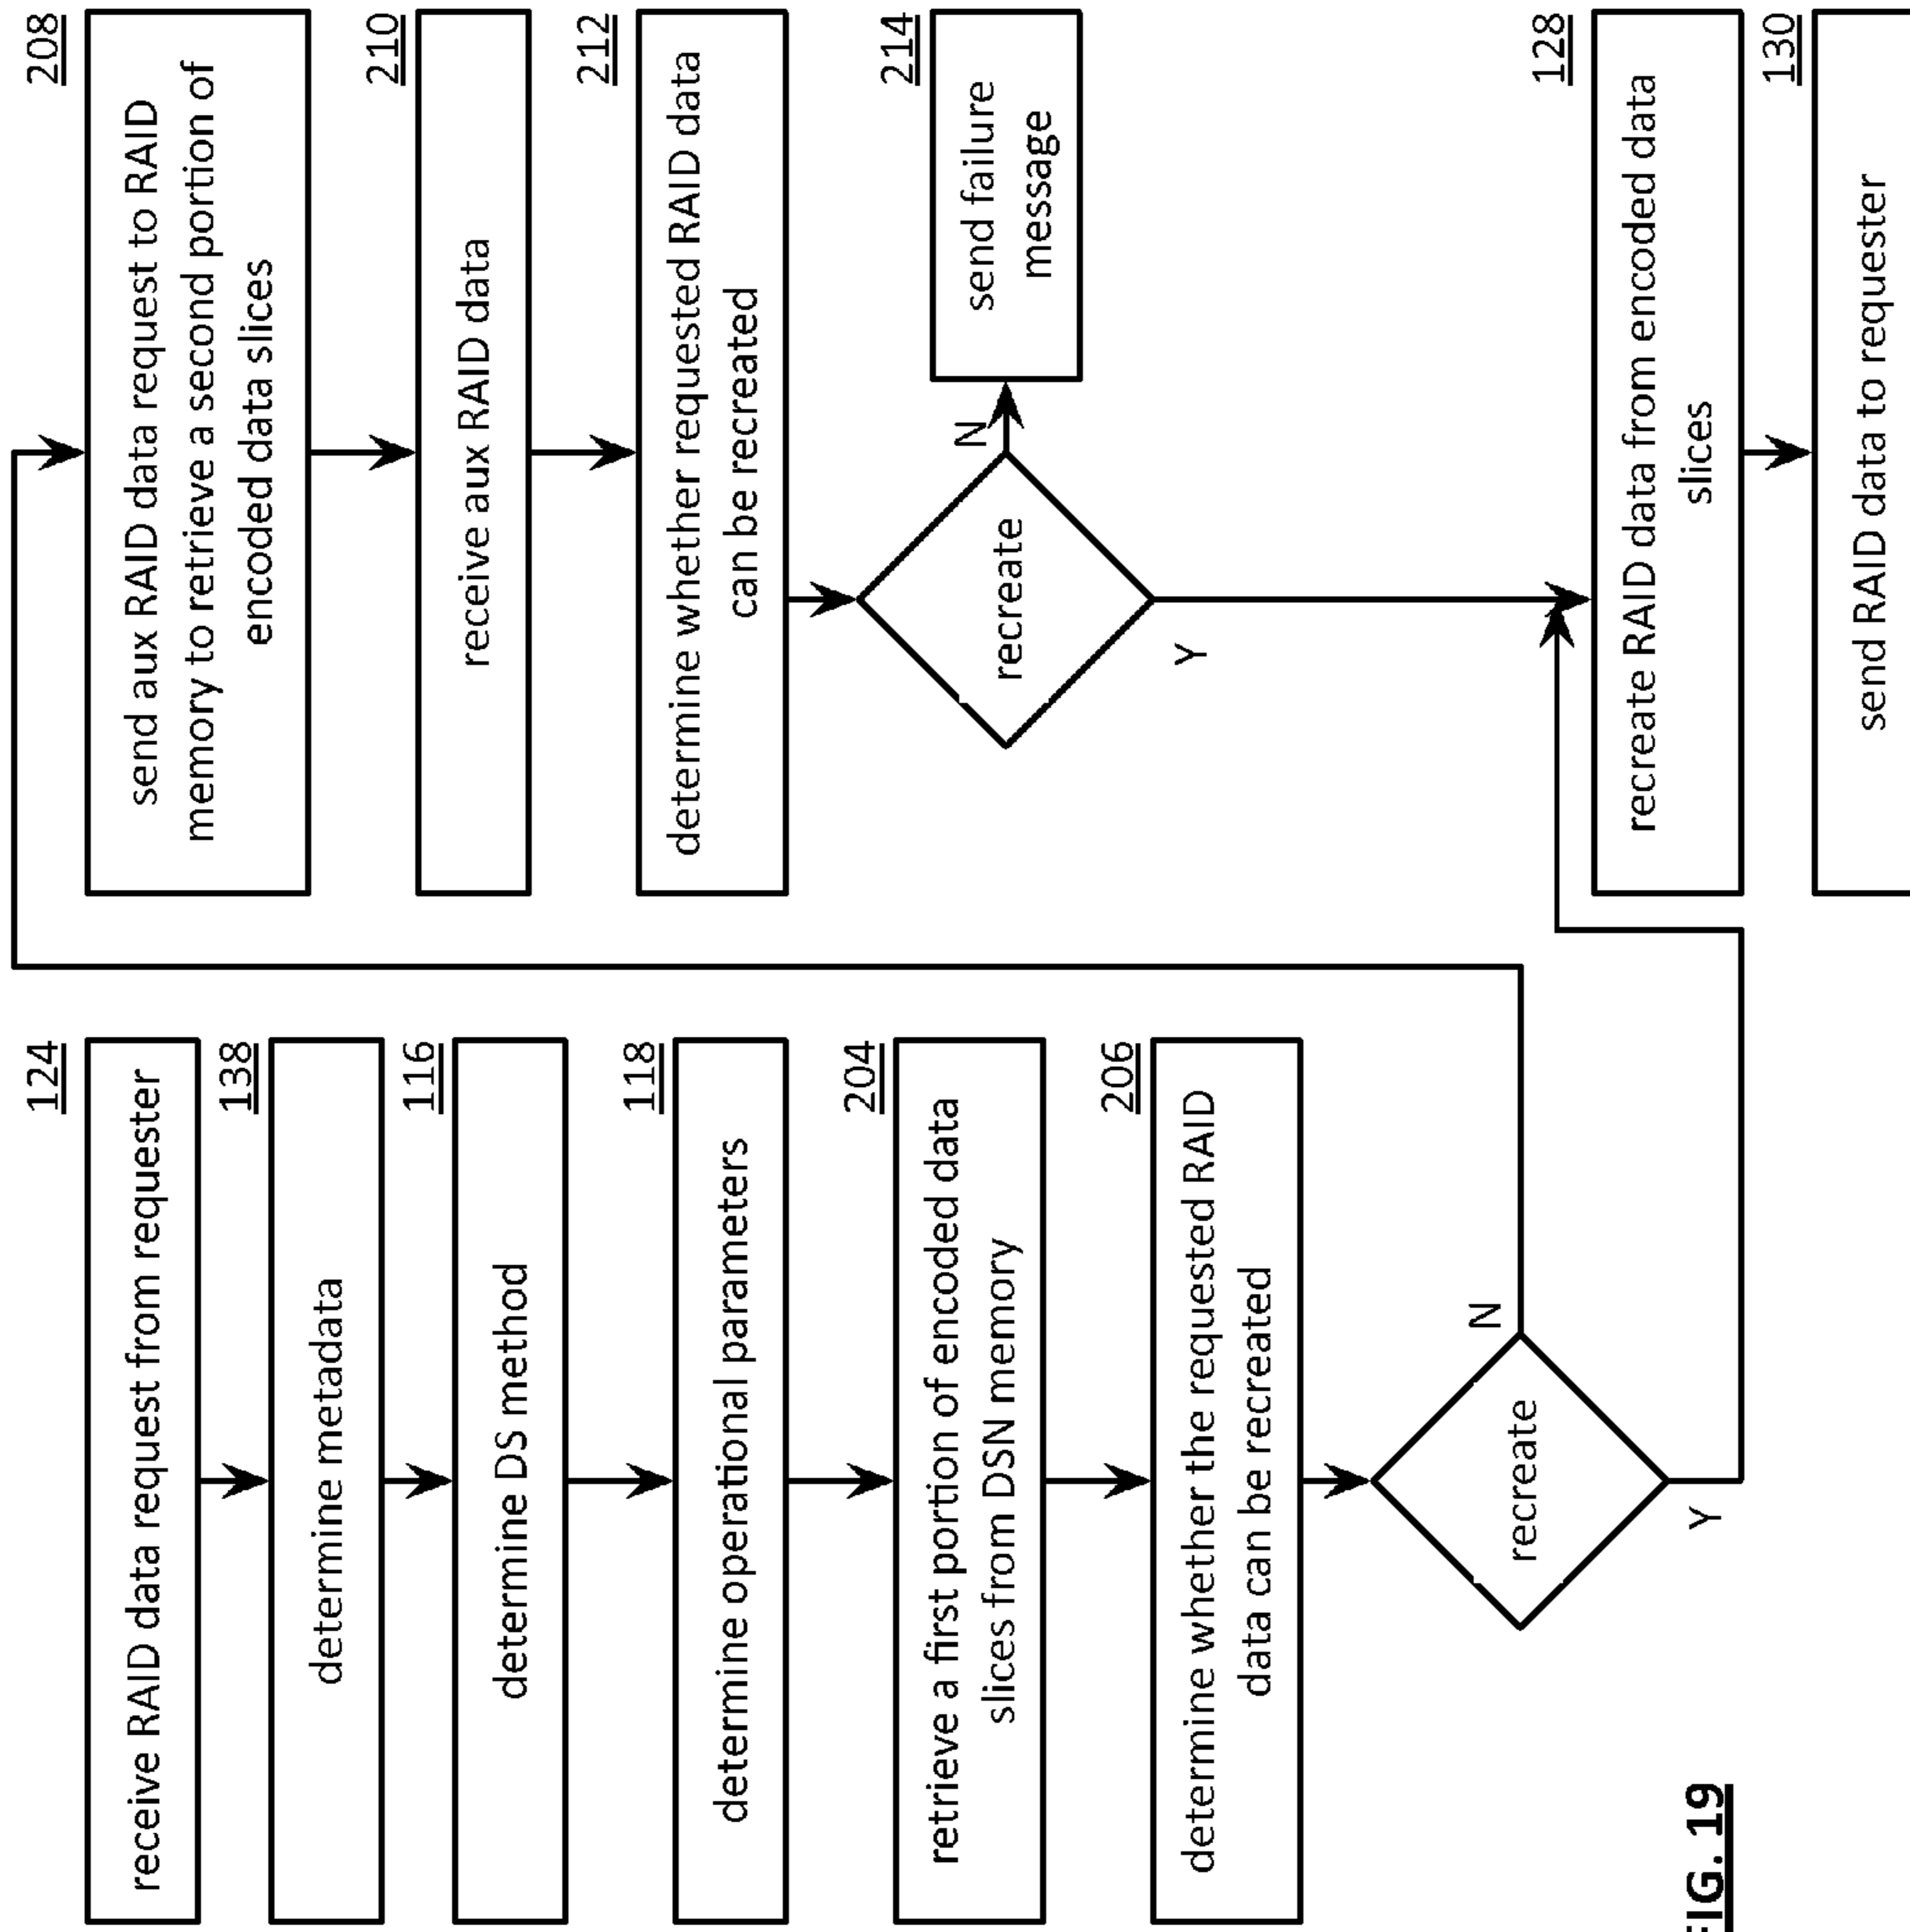 124
receive RAID data request from requester
138
determine metadata
116
determine DS method
118
determine operational parameters
204
retrieve a first portion of encoded data
slices from DSN memory
206
determine whether the requested RAID
data can be recreated
recreate
N
Y
208
send aux RAID data request to RAID
memory to retrieve a second portion of
encoded data slices
210
receive aux RAID data
212
determine whether requested RAID data
can be recreated
recreate
N
214
send failure
message
Y
128
recreate RAID data from encoded data
slices
130
send RAID data to requester
FIG. 19